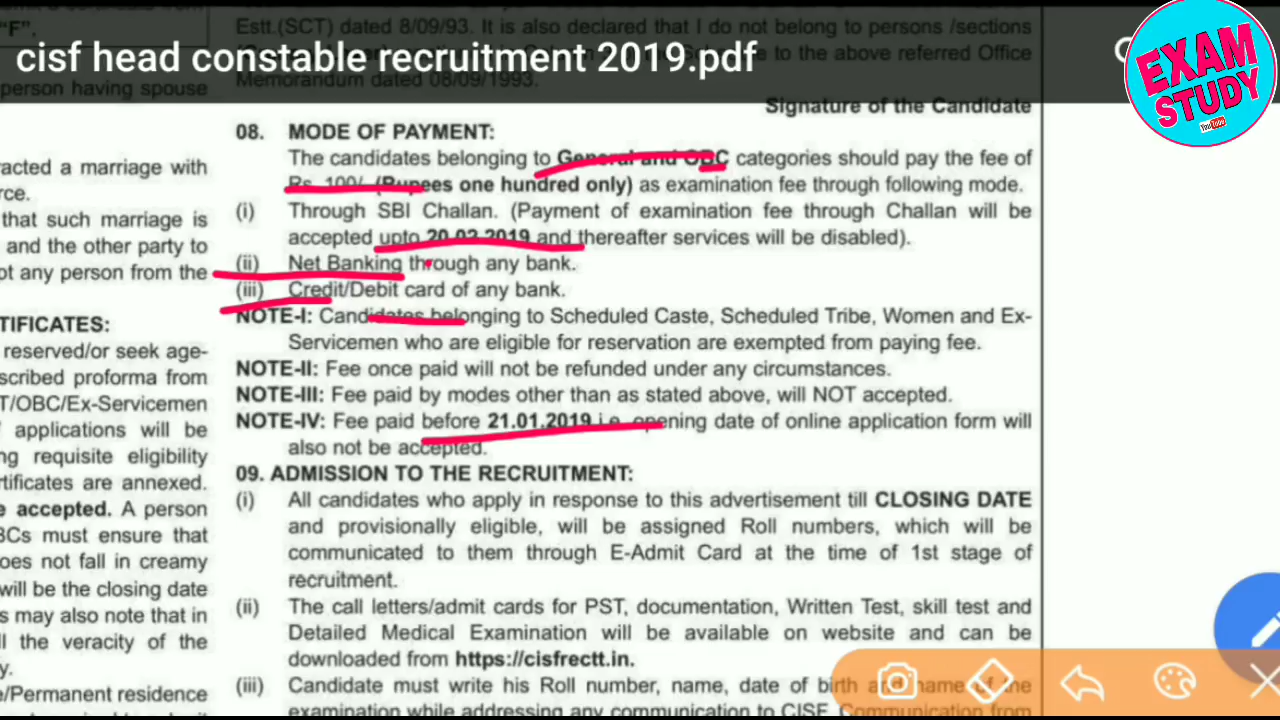 cisf head constable recruitment 2019.pdf
EXAM
STUDY
YouTube
"F".
person having spouse
racted a marriage with
rce.
that such marriage is
and the other party to
ot any person from the
TIFICATES:
reserved/or seek age-
scribed proforma from
T/OBC/Ex-Servicemen
applications will be
ng requisite eligibility
rtificates are annexed.
e accepted. A person
BCs must ensure that
oes not fall in creamy
will be the closing date
s may also note that in
ll the veracity of the
y.
e/Permanent residence
Estt.(SCT) dated 8/09/93. It is also declared that I do not belong to persons /sections
to the above referred Office
Memorandum dated 08/09/1993.
Signature of the Candidate
08. MODE OF PAYMENT:
The candidates belonging to General and OBC categories should pay the fee of
Rs. 100/- (Rupees one hundred only) as examination fee through following mode.
(i) Through SBI Challan. (Payment of examination fee through Challan will be
accepted upto 20.02.2019 and thereafter services will be disabled).
(ii) Net Banking through any bank.
(iii) Credit/Debit card of any bank.
NOTE-I: Candidates belonging to Scheduled Caste, Scheduled Tribe, Women and Ex-
Servicemen who are eligible for reservation are exempted from paying fee.
NOTE-II: Fee once paid will not be refunded under any circumstances.
NOTE-III: Fee paid by modes other than as stated above, will NOT accepted.
NOTE-IV: Fee paid before 21.01.2019 i.e. opening date of online application form will
also not be accepted.
09. ADMISSION TO THE RECRUITMENT:
(i) All candidates who apply in response to this advertisement till CLOSING DATE
and provisionally eligible, will be assigned Roll numbers, which will be
communicated to them through E-Admit Card at the time of 1st stage of
recruitment.
(ii) The call letters/admit cards for PST, documentation, Written Test, skill test and
Detailed Medical Examination will be available on website and can be
downloaded from https://cisfrectt.in.
(iii) Candidate must write his Roll number, name, date of birth and name of the
examination while addressing any communication to CISF. Communication from